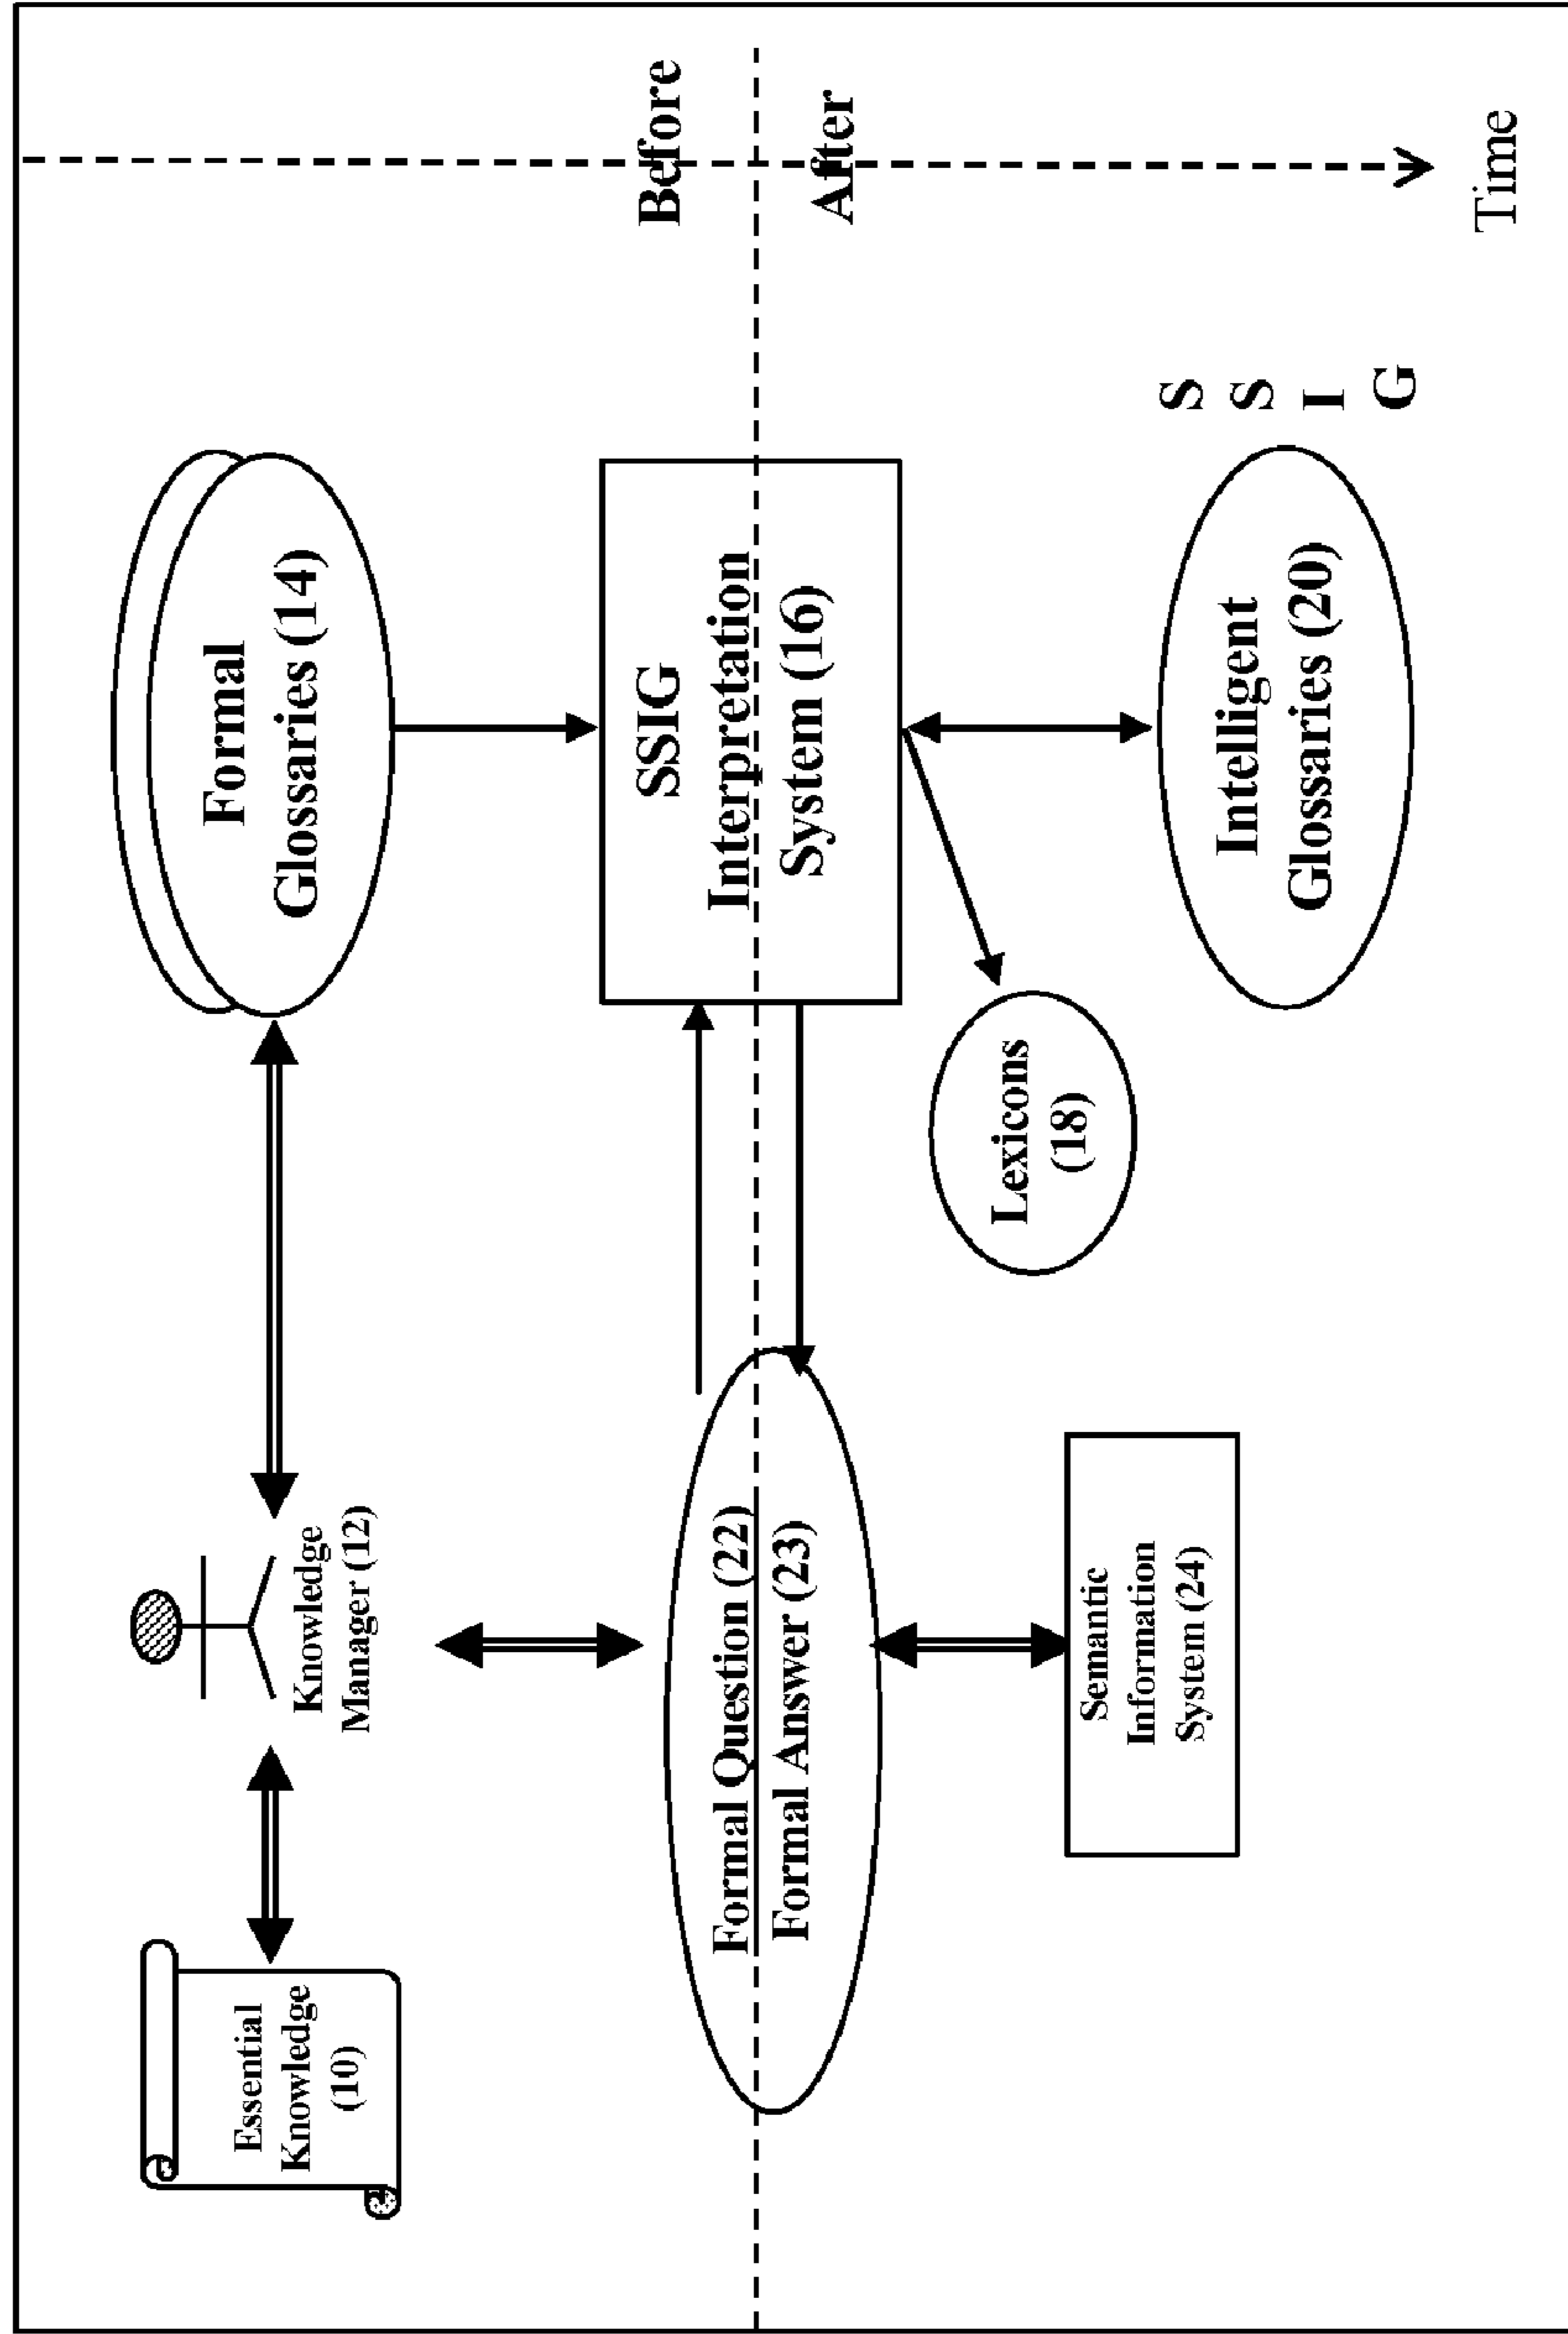 Essential
Knowledge
(10)
Knowledge
Manager (12)
Formal
Glossaries (14)
Before
Formal Question (22)
Formal Answer (23)
SSIG
Interpretation
System (16)
After
Semantic
Information
System (24)
Lexicons
(18)
Intelligent
Glossaries (20)
S
S
I
G
Time